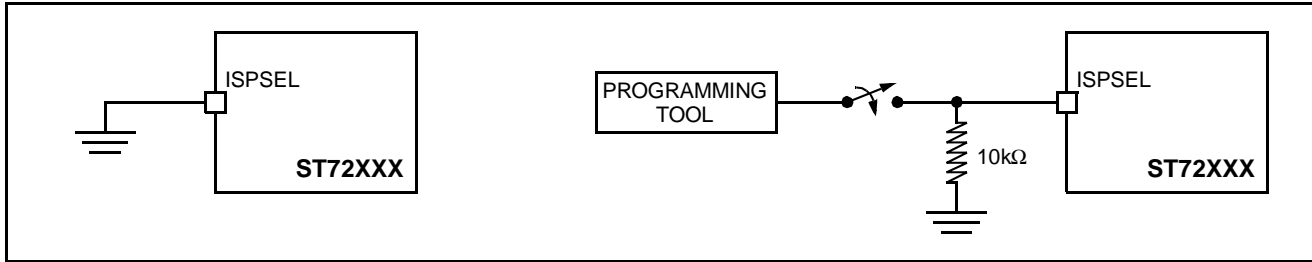 ISPSEL
ST72XXX
PROGRAMMING
TOOL
ISPSEL
10kΩ
ST72XXX